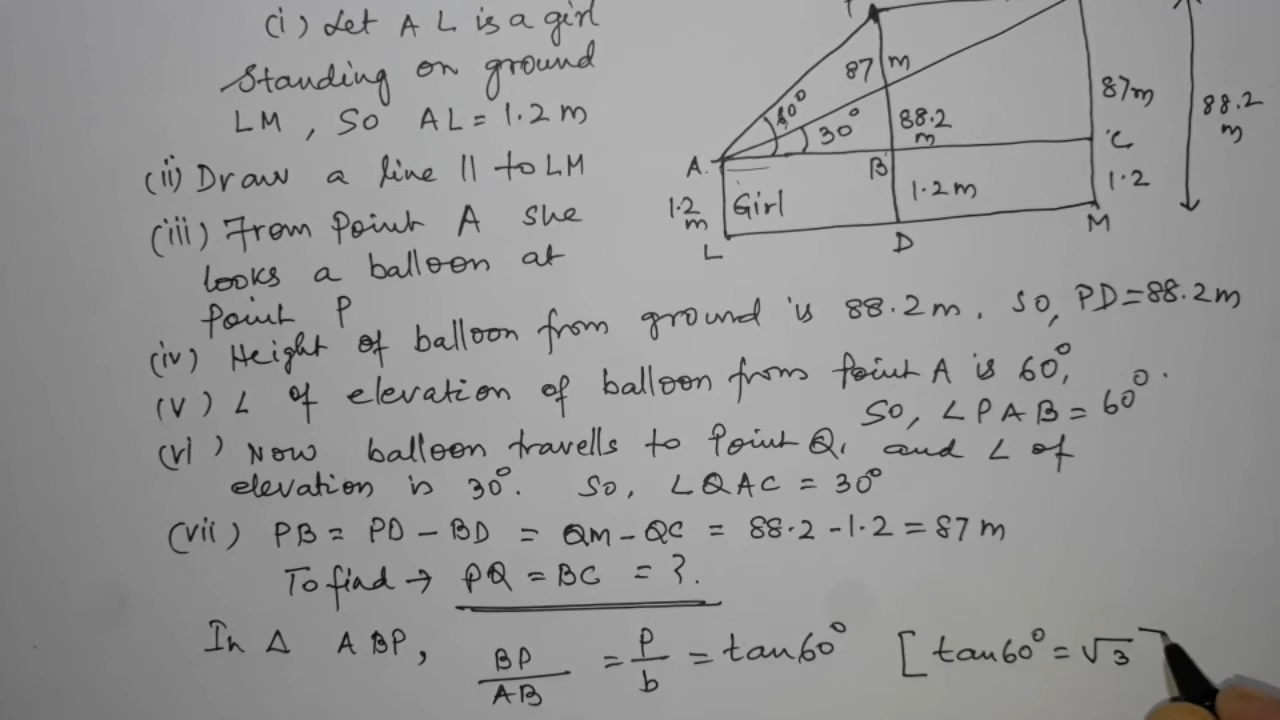 (i) Let AL is a girl
standing on ground
LM, So AL = 1.2 m
(ii) Draw a line || to LM
(iii) From Point A she
looks a balloon at
point P
(iv) Height of balloon from ground is 88.2 m. So, PD = 88.2 m
(v) ∠ of elevation of balloon from point A is 60°,
So, ∠PAB = 60°.
(vi) Now balloon travells to Point Q, and ∠ of
elevation is 30°. So, ∠QAC = 30°
(vii) PB = PD - BD = QM - QC = 88.2 - 1.2 = 87 m
To find → PQ = BC = ?.
In Δ ABP, BP/AB = P/b = tan60° [tan60° = √3
87 m
60°
30°
88.2
m
87m
88.2
m
A.
B
C
1.2
m
Girl
1.2 m
1.2
L
D
M